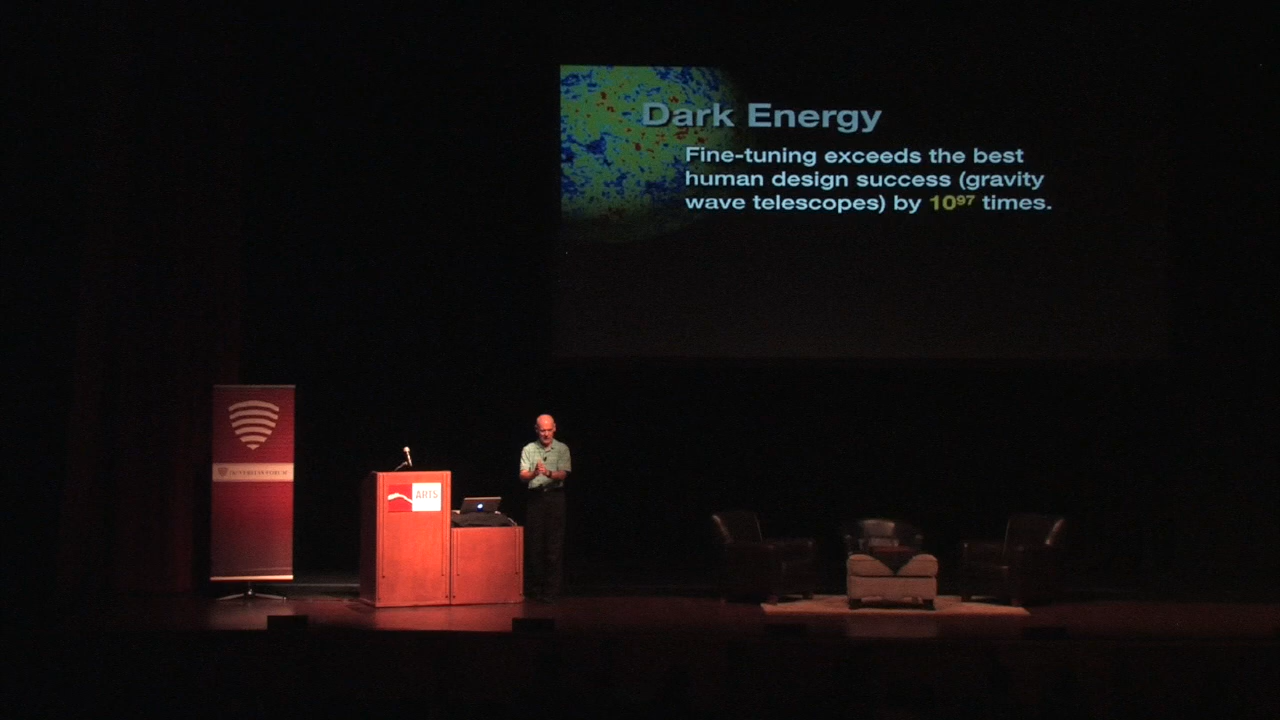 Dark Energy
Fine-tuning exceeds the best
human design success (gravity
wave telescopes) by 10⁹⁷ times.
ARTS